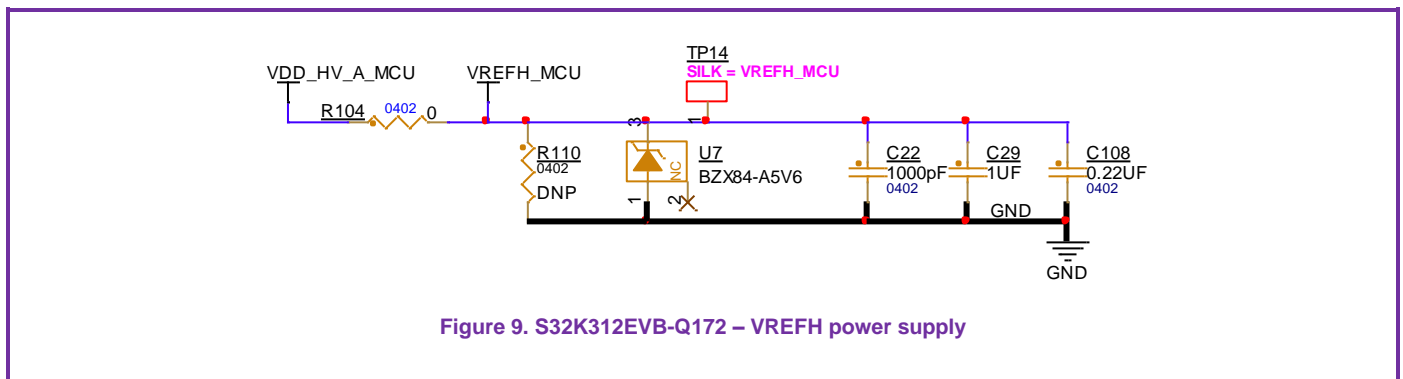 TP14
SILK = VREFH_MCU
VDD_HV_A_MCU
VREFH_MCU
R104
0402
0
1
3
R110
0402
DNP
NC
U7
BZX84-A5V6
1
2
C22
1000pF
0402
C29
1UF
C108
0.22UF
0402
GND
GND
Figure 9. S32K312EVB-Q172 – VREFH power supply